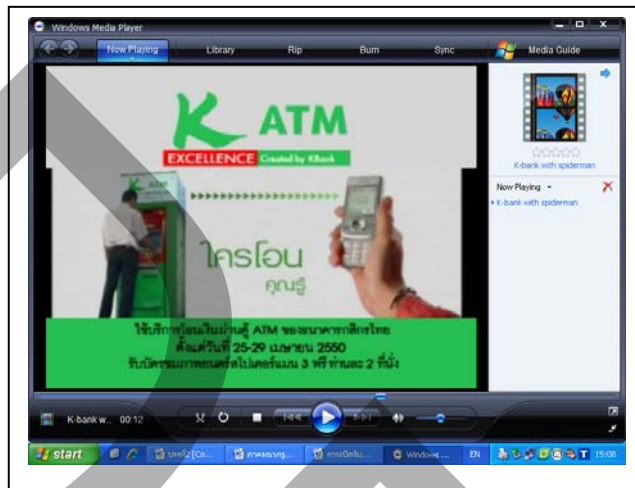 Windows Media Player
Now Playing Library Rip Burn Sync Media Guide
K ATM
EXCELLENCE Created by KBank
K ATM
ใครโอน
คุณรู้
ใช้บริการโอนเงินผ่านตู้ ATM ของธนาคารกสิกรไทย
ตั้งแต่วันที่ 25-29 เมษายน 2550
รับบัตรชมภาพยนตร์สไปเดอร์แมน 3 ฟรี ท่านละ 2 ที่นั่ง
K-bank with spiderman
Now Playing
K-bank with spiderman
K-bank w... 00:12
start
Windows ...
EN
15:08